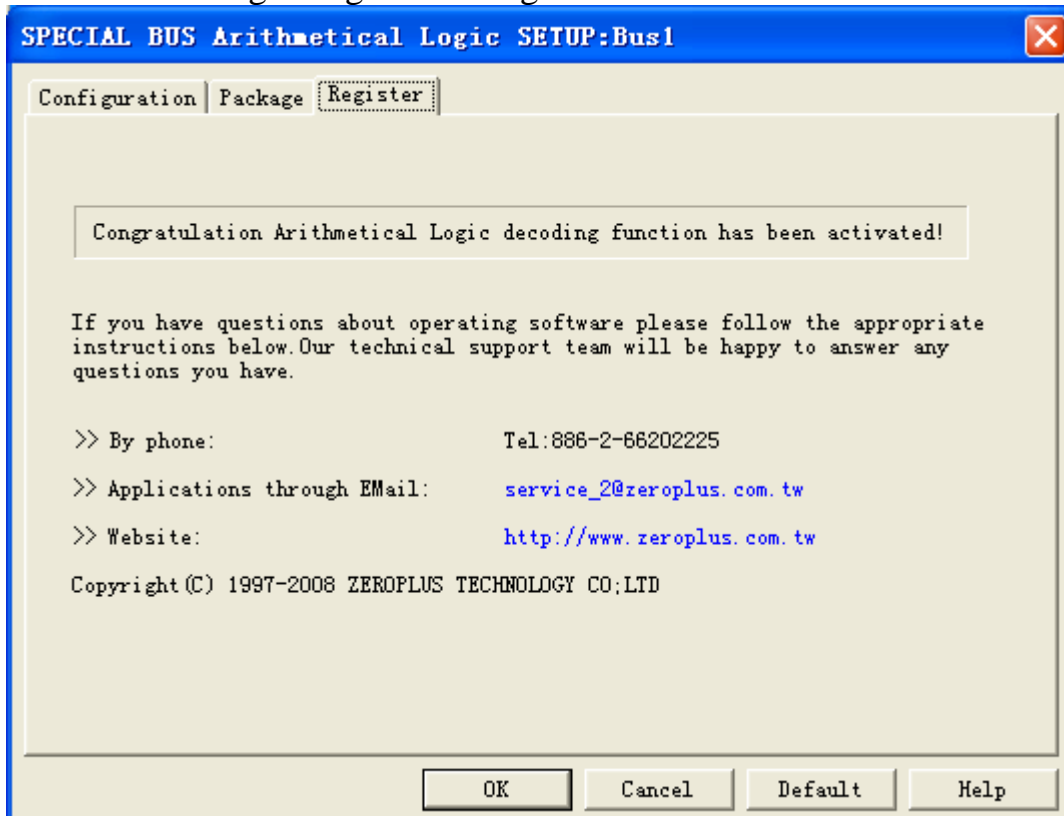 SPECIAL BUS Arithmetical Logic SETUP:Bus1
Configuration Package Register
Congratulation Arithmetical Logic decoding function has been activated!
If you have questions about operating software please follow the appropriate
instructions below.Our technical support team will be happy to answer any
questions you have.
>> By phone: Tel:886-2-66202225
>> Applications through EMail: service_2@zeroplus.com.tw
>> Website: http://www.zeroplus.com.tw
Copyright(C) 1997-2008 ZEROPLUS TECHNOLOGY CO;LTD
OK Cancel Default Help